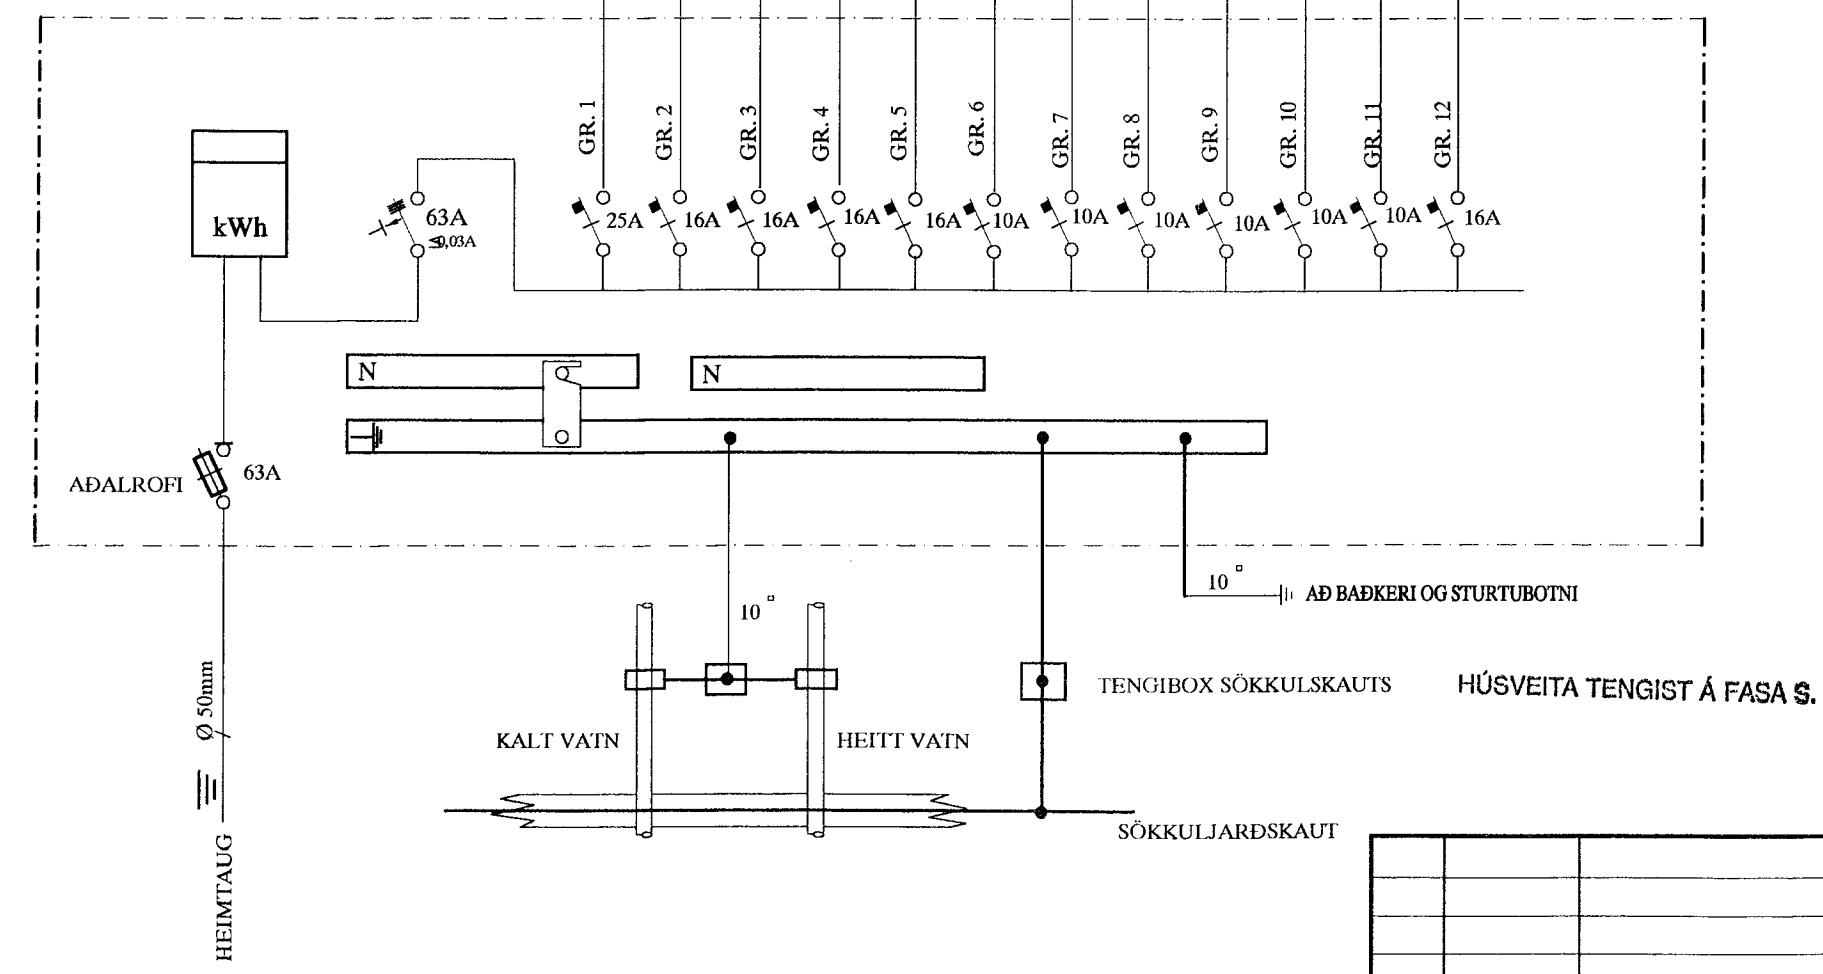 GR. 1
GR. 2
GR. 3
GR. 4
GR. 5
GR. 6
GR. 7
GR. 8
GR. 9
GR. 10
GR. 11
GR. 12
kWh
63A
0,03A
25A
16A
16A
16A
16A
10A
10A
10A
10A
10A
10A
16A
N
N
AÐALROFI
63A
10 □
AÐ BAÐKERI OG STURTUBOTNI
10 □
Ø 50mm
TENGIBOX SÖKKULSKAUTS
HÚSVEITA TENGIST Á FASA S.
KALT VATN
HEITT VATN
SÖKKULJARÐSKAUT
HEIMTAUG